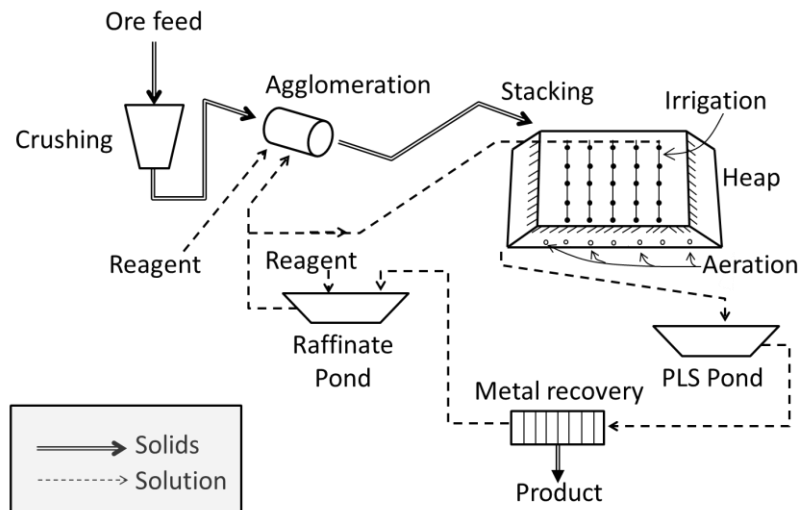 Ore feed
Agglomeration
Stacking
Irrigation
Crushing
Heap
Reagent
Reagent
Aeration
Raffinate
Pond
PLS Pond
Metal recovery
Solids
Solution
Product